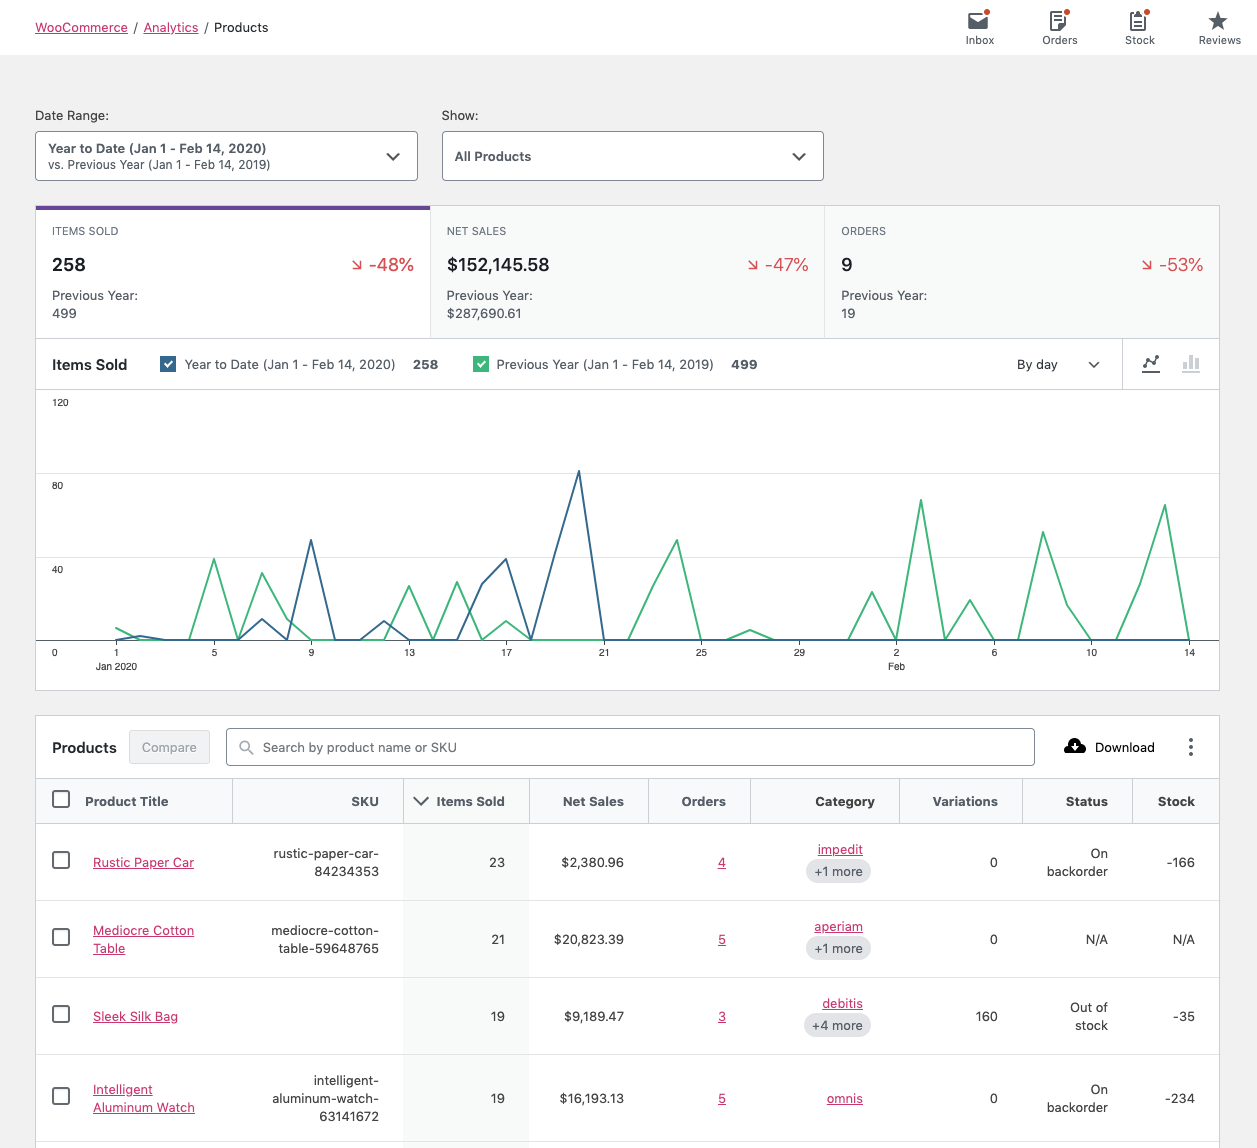 WooCommerce / Analytics / Products
Inbox
Orders
Stock
Reviews
Date Range:
Year to Date (Jan 1 - Feb 14, 2020)
vs. Previous Year (Jan 1 - Feb 14, 2019)
Show:
All Products
ITEMS SOLD
258
-48%
Previous Year:
499
NET SALES
$152,145.58
-47%
Previous Year:
$287,690.61
ORDERS
9
-53%
Previous Year:
19
Items Sold
Year to Date (Jan 1 - Feb 14, 2020) 258
Previous Year (Jan 1 - Feb 14, 2019) 499
By day
120
80
40
0
1 5 9 13 17 21 25 29 2 6 10 14
Jan 2020 Feb
Products
Compare
Search by product name or SKU
Download
Product Title SKU Items Sold Net Sales Orders Category Variations Status Stock
Rustic Paper Car
rustic-paper-car-
84234353
23
$2,380.96
4
impedit
+1 more
0
On
backorder
-166
Mediocre Cotton
Table
mediocre-cotton-
table-59648765
21
$20,823.39
5
aperiam
+1 more
0
N/A
N/A
Sleek Silk Bag
19
$9,189.47
3
debitis
+4 more
160
Out of
stock
-35
Intelligent
Aluminum Watch
intelligent-
aluminum-watch-
63141672
19
$16,193.13
5
omnis
0
On
backorder
-234